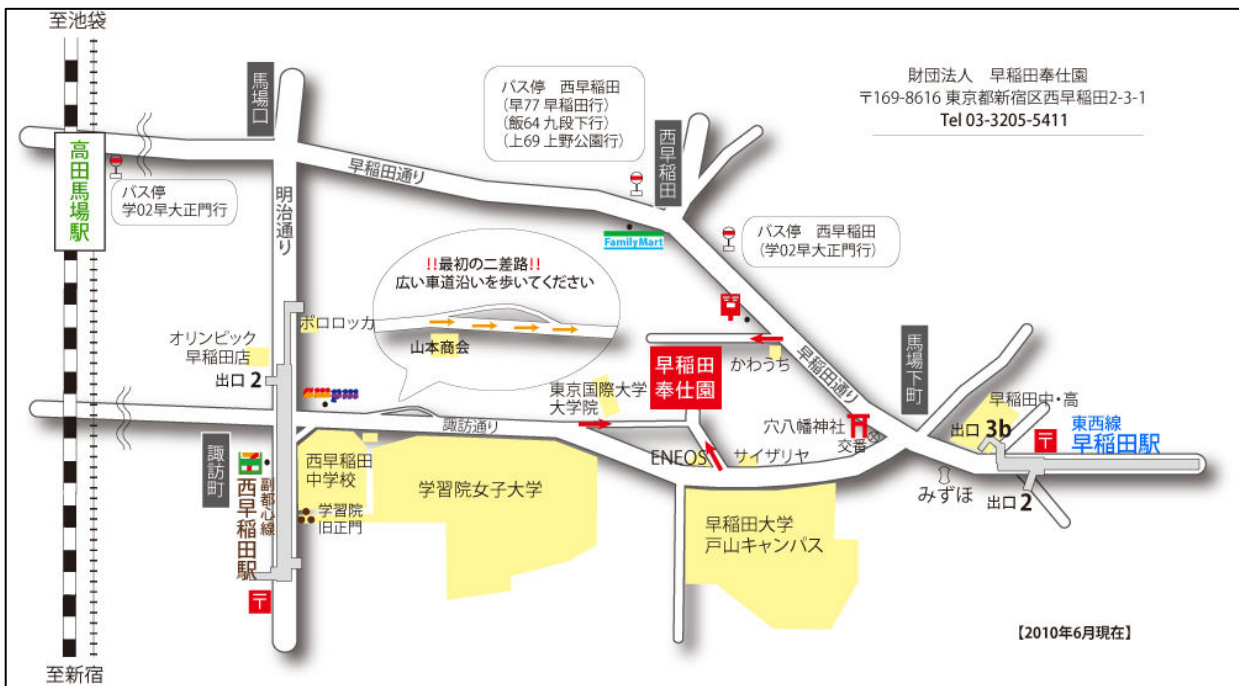 至池袋
馬場口
バス停　西早稲田
(早77 早稲田行)
(飯64 九段下行)
(上69 上野公園行)
西早稲田
財団法人　早稲田奉仕園
〒169-8616 東京都新宿区西早稲田2-3-1
Tel 03-3205-5411
高田馬場駅
バス停
学02早大正門行
明治通り
早稲田通り
FamilyMart
バス停　西早稲田
(学02早大正門行)
!!最初の二差路!!
広い車道沿いを歩いてください
山本商会
ポロロッカ
オリンピック
早稲田店
出口 2
am pm
諏訪通り
東京国際大学
大学院
早稲田
奉仕園
かわうち
早稲田通り
馬場下町
穴八幡神社
交番
早稲田中・高
出口 3b
〒
東西線
早稲田駅
みずほ
出口 2
ENEOS
サイゼリヤ
諏訪町
副都心線
西早稲田駅
〒
西早稲田
中学校
学習院
旧正門
学習院女子大学
早稲田大学
戸山キャンパス
【2010年6月現在】
至新宿